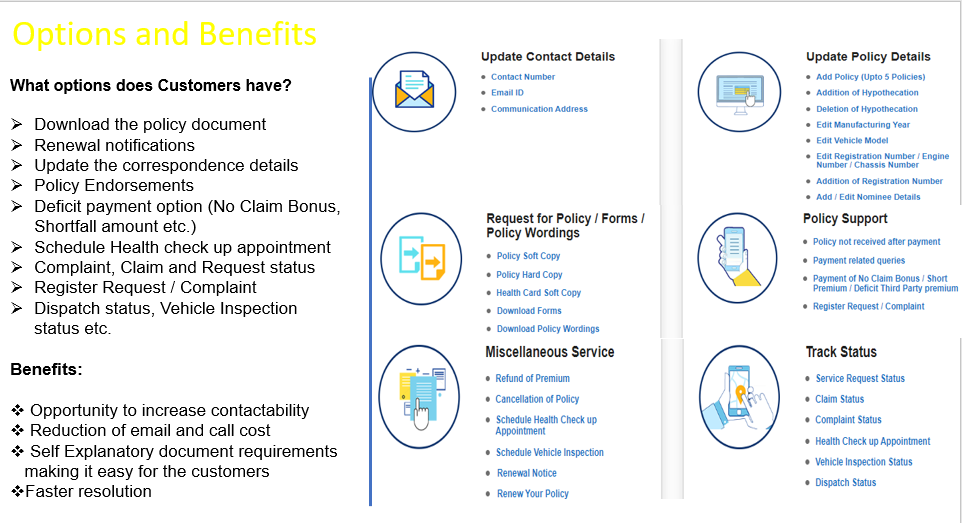 Options and Benefits
What options does Customers have?
Download the policy document
Renewal notifications
Update the correspondence details
Policy Endorsements
Deficit payment option (No Claim Bonus,
Shortfall amount etc.)
Schedule Health check up appointment
Complaint, Claim and Request status
Register Request / Complaint
Dispatch status, Vehicle Inspection
status etc.
Benefits:
Opportunity to increase contactability
Reduction of email and call cost
Self Explanatory document requirements
making it easy for the customers
Faster resolution
Update Contact Details
Contact Number
Email ID
Communication Address
Update Policy Details
Add Policy (Upto 5 Policies)
Addition of Hypothecation
Deletion of Hypothecation
Edit Manufacturing Year
Edit Vehicle Model
Edit Registration Number / Engine
Number / Chassis Number
Addition of Registration Number
Add / Edit Nominee Details
Request for Policy / Forms /
Policy Wordings
Policy Soft Copy
Policy Hard Copy
Health Card Soft Copy
Download Forms
Download Policy Wordings
Policy Support
Policy not received after payment
Payment related queries
Payment of No Claim Bonus / Short
Premium / Deficit Third Party premium
Register Request / Complaint
Miscellaneous Service
Refund of Premium
Cancellation of Policy
Schedule Health Check up
Appointment
Schedule Vehicle Inspection
Renewal Notice
Renew Your Policy
Track Status
Service Request Status
Claim Status
Complaint Status
Health Check up Appointment
Vehicle Inspection Status
Dispatch Status